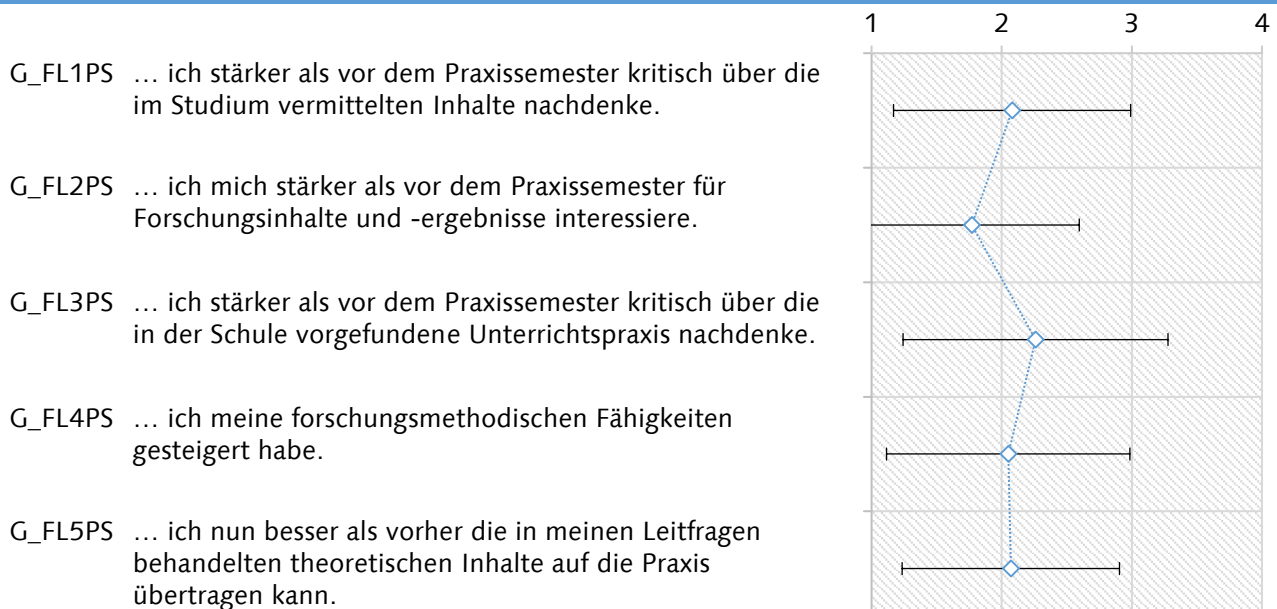 1 2 3 4
G_FL1PS … ich stärker als vor dem Praxissemester kritisch über die
im Studium vermittelten Inhalte nachdenke.
G_FL2PS … ich mich stärker als vor dem Praxissemester für
Forschungsinhalte und -ergebnisse interessiere.
G_FL3PS … ich stärker als vor dem Praxissemester kritisch über die
in der Schule vorgefundene Unterrichtspraxis nachdenke.
G_FL4PS … ich meine forschungsmethodischen Fähigkeiten
gesteigert habe.
G_FL5PS … ich nun besser als vorher die in meinen Leitfragen
behandelten theoretischen Inhalte auf die Praxis
übertragen kann.